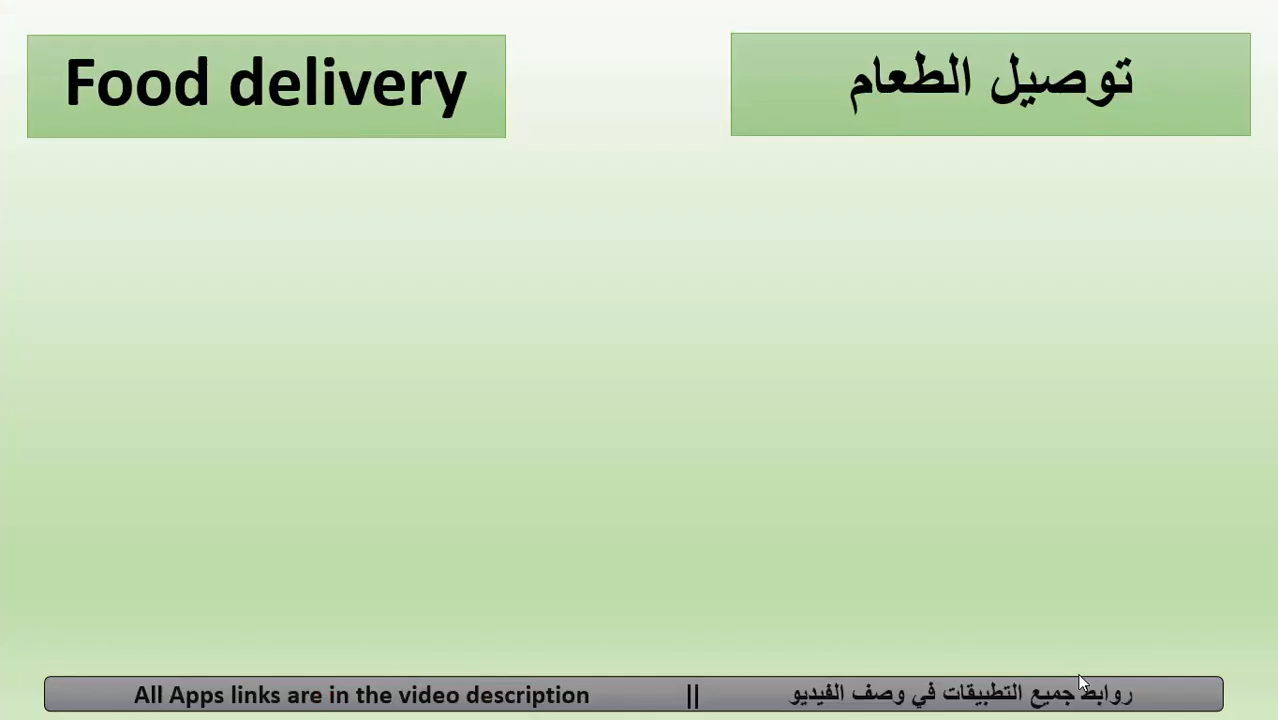 Food delivery
توصيل الطعام
All Apps links are in the video description || روابط جميع التطبيقات في وصف الفيديو